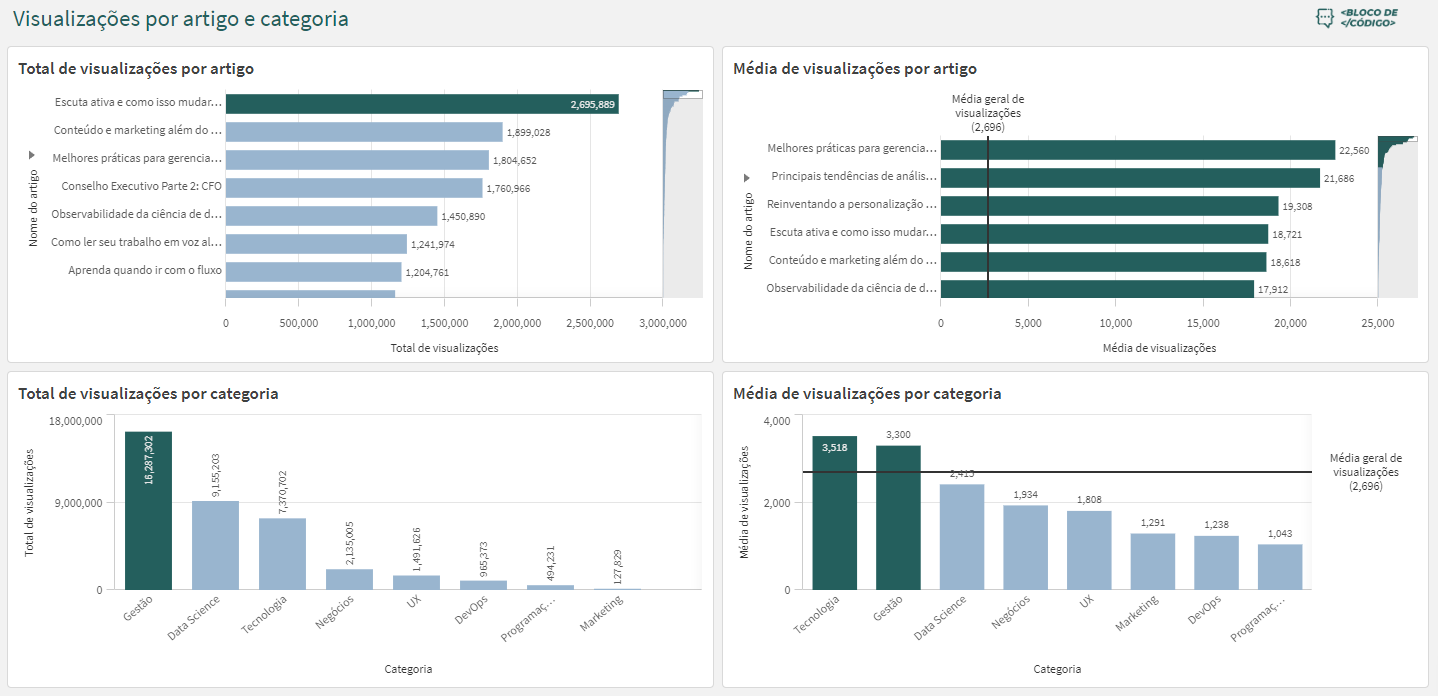 Visualizações por artigo e categoria
<BLOCO DE
</CÓDIGO>
Total de visualizações por artigo
Nome do artigo
Escuta ativa e como isso mudar...
2,695,889
Conteúdo e marketing além do ...
1,899,028
Melhores práticas para gerencia...
1,804,652
Conselho Executivo Parte 2: CFO
1,760,966
Observabilidade da ciência de d...
1,450,890
Como ler seu trabalho em voz al...
1,241,974
Aprenda quando ir com o fluxo
1,204,761
0
500,000
1,000,000
1,500,000
2,000,000
2,500,000
3,000,000
Total de visualizações
Média de visualizações por artigo
Média geral de
visualizações
(2,696)
Nome do artigo
Melhores práticas para gerencia...
22,560
Principais tendências de anális...
21,686
Reinventando a personalização ...
19,308
Escuta ativa e como isso mudar...
18,721
Conteúdo e marketing além do ...
18,618
Observabilidade da ciência de d...
17,912
0
5,000
10,000
15,000
20,000
25,000
Média de visualizações
Total de visualizações por categoria
Total de visualizações
18,000,000
9,000,000
0
16,287,302
9,155,203
7,370,702
2,135,005
1,491,626
965,373
494,231
127,829
Gestão
Data Science
Tecnologia
Negócios
UX
DevOps
Programaç...
Marketing
Categoria
Média de visualizações por categoria
Média de visualizações
4,000
2,000
0
3,518
3,300
2,415
1,934
1,808
1,291
1,238
1,043
Média geral de
visualizações
(2,696)
Tecnologia
Gestão
Data Science
Negócios
UX
Marketing
DevOps
Programaç...
Categoria